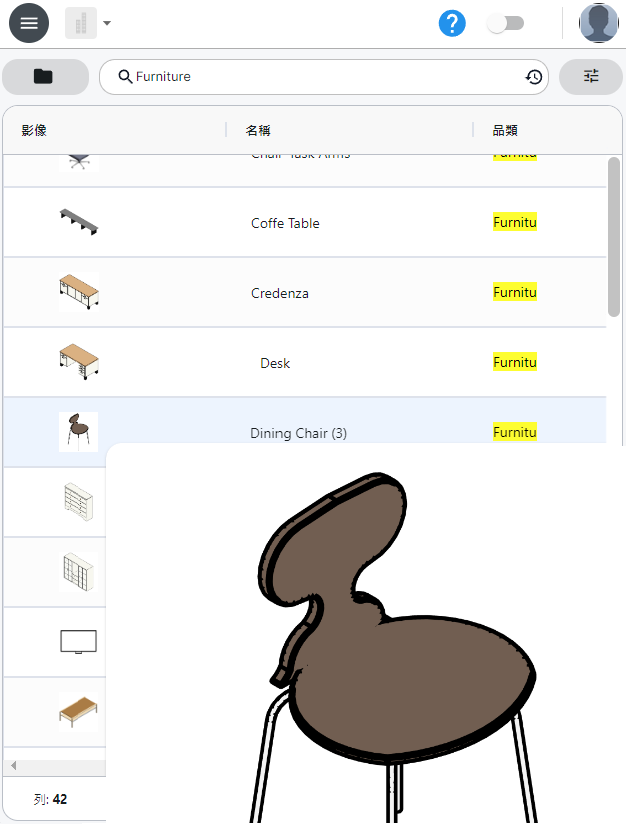 Furniture
影像 名稱 品類
Chair-Task Arms Furnitu
Coffe Table Furnitu
Credenza Furnitu
Desk Furnitu
Dining Chair (3) Furnitu
列: 42